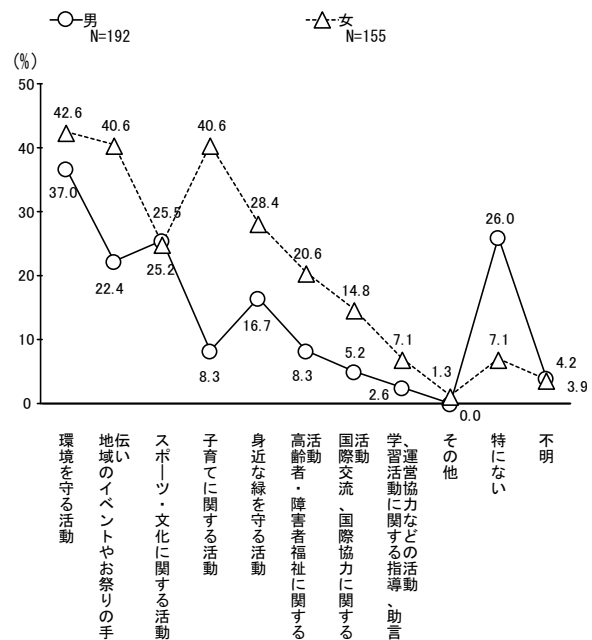 男
N=192
女
N=155
(%)
50
40
30
20
10
0
42.6
40.6
25.5
40.6
28.4
20.6
14.8
7.1
1.3
7.1
4.2
37.0
22.4
25.2
8.3
16.7
8.3
5.2
2.6
0.0
26.0
3.9
環境を守る活動
地域のイベントやお祭りの手
伝い
スポーツ・文化に関する活動
子育てに関する活動
身近な緑を守る活動
高齢者・障害者福祉に関する
活動
国際交流、国際協力に関する
活動
学習活動に関する指導、助言
、運営協力などの活動
その他
特にない
不明